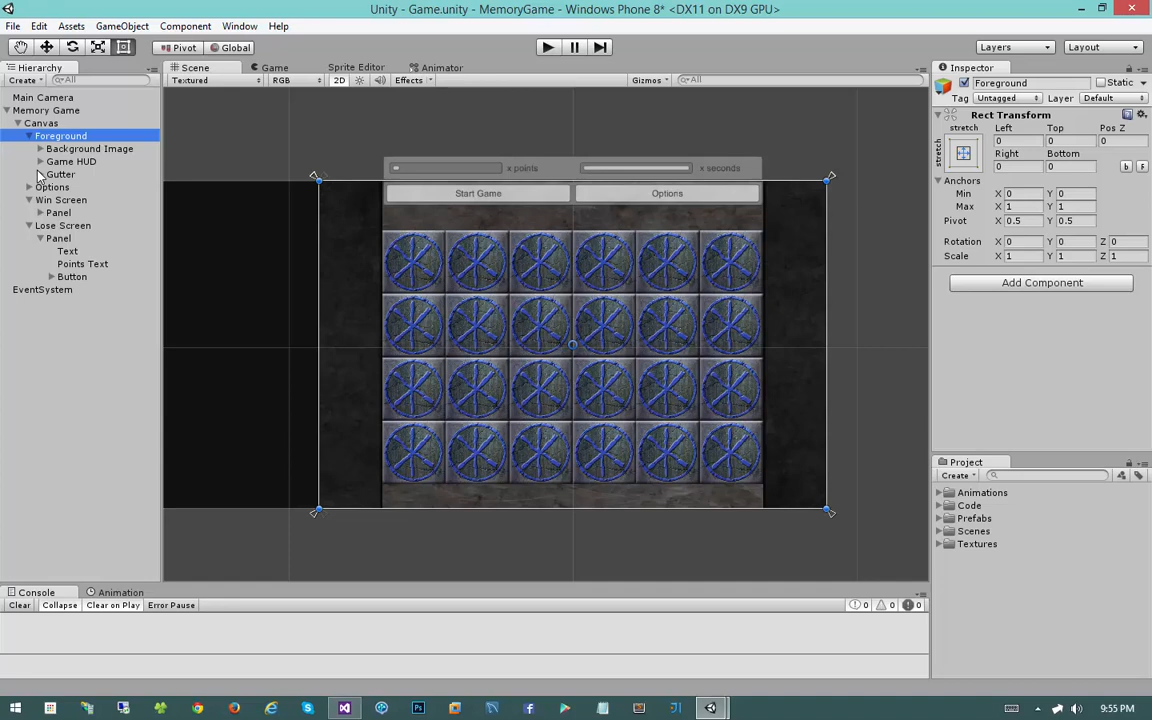 Unity - Game.unity - MemoryGame - Windows Phone 8* <DX11 on DX9 GPU>
File Edit Assets GameObject Component Window Help
Pivot Global Layers Layout
Hierarchy Scene Game Sprite Editor Animator Inspector
Create All Textured RGB 2D Effects Gizmos All Foreground Static
Main Camera Tag Untagged Layer Default
Memory Game Rect Transform
Canvas stretch Left Top Pos Z
Foreground 0 0 0
Background Image stretch Right Bottom
Game HUD x points x seconds 0 0 b R
Gutter Anchors
Options Start Game Options Min X 0 Y 0
Win Screen Max X 1 Y 1
Panel Pivot X 0.5 Y 0.5
Lose Screen
Panel Rotation X 0 Y 0 Z 0
Text Scale X 1 Y 1 Z 1
Points Text
Button Add Component
EventSystem
Project
Create
Animations
Code
Prefabs
Scenes
Textures
Console Animation
Clear Collapse Clear on Play Error Pause 0 0 0
9:55 PM